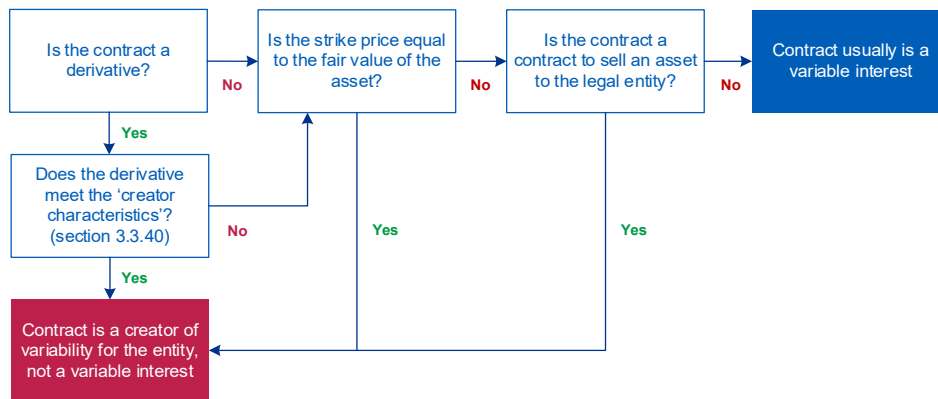 Is the contract a
derivative?
No
Is the strike price equal
to the fair value of the
asset?
No
Is the contract a
contract to sell an asset
to the legal entity?
No
Contract usually is a
variable interest
Yes
Does the derivative
meet the ‘creator
characteristics’?
(section 3.3.40)
No
Yes
Yes
Yes
Contract is a creator of
variability for the entity,
not a variable interest